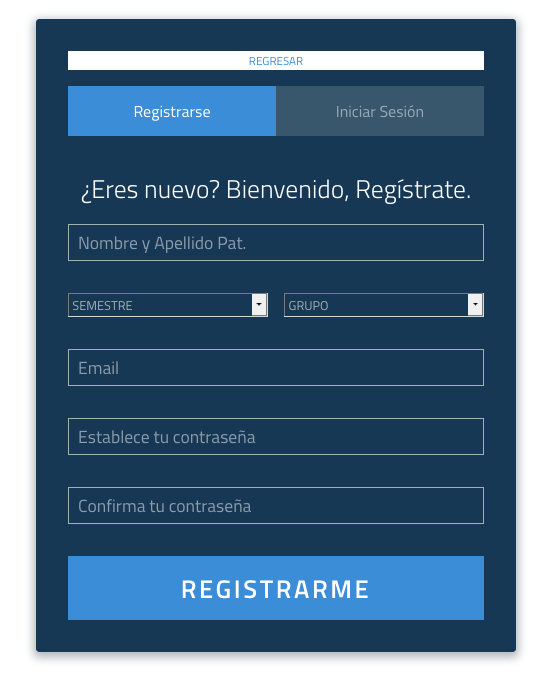 REGRESAR
Registrarse Iniciar Sesión
¿Eres nuevo? Bienvenido, Regístrate.
Nombre y Apellido Pat.
SEMESTRE GRUPO
Email
Establece tu contraseña
Confirma tu contraseña
REGISTRARME